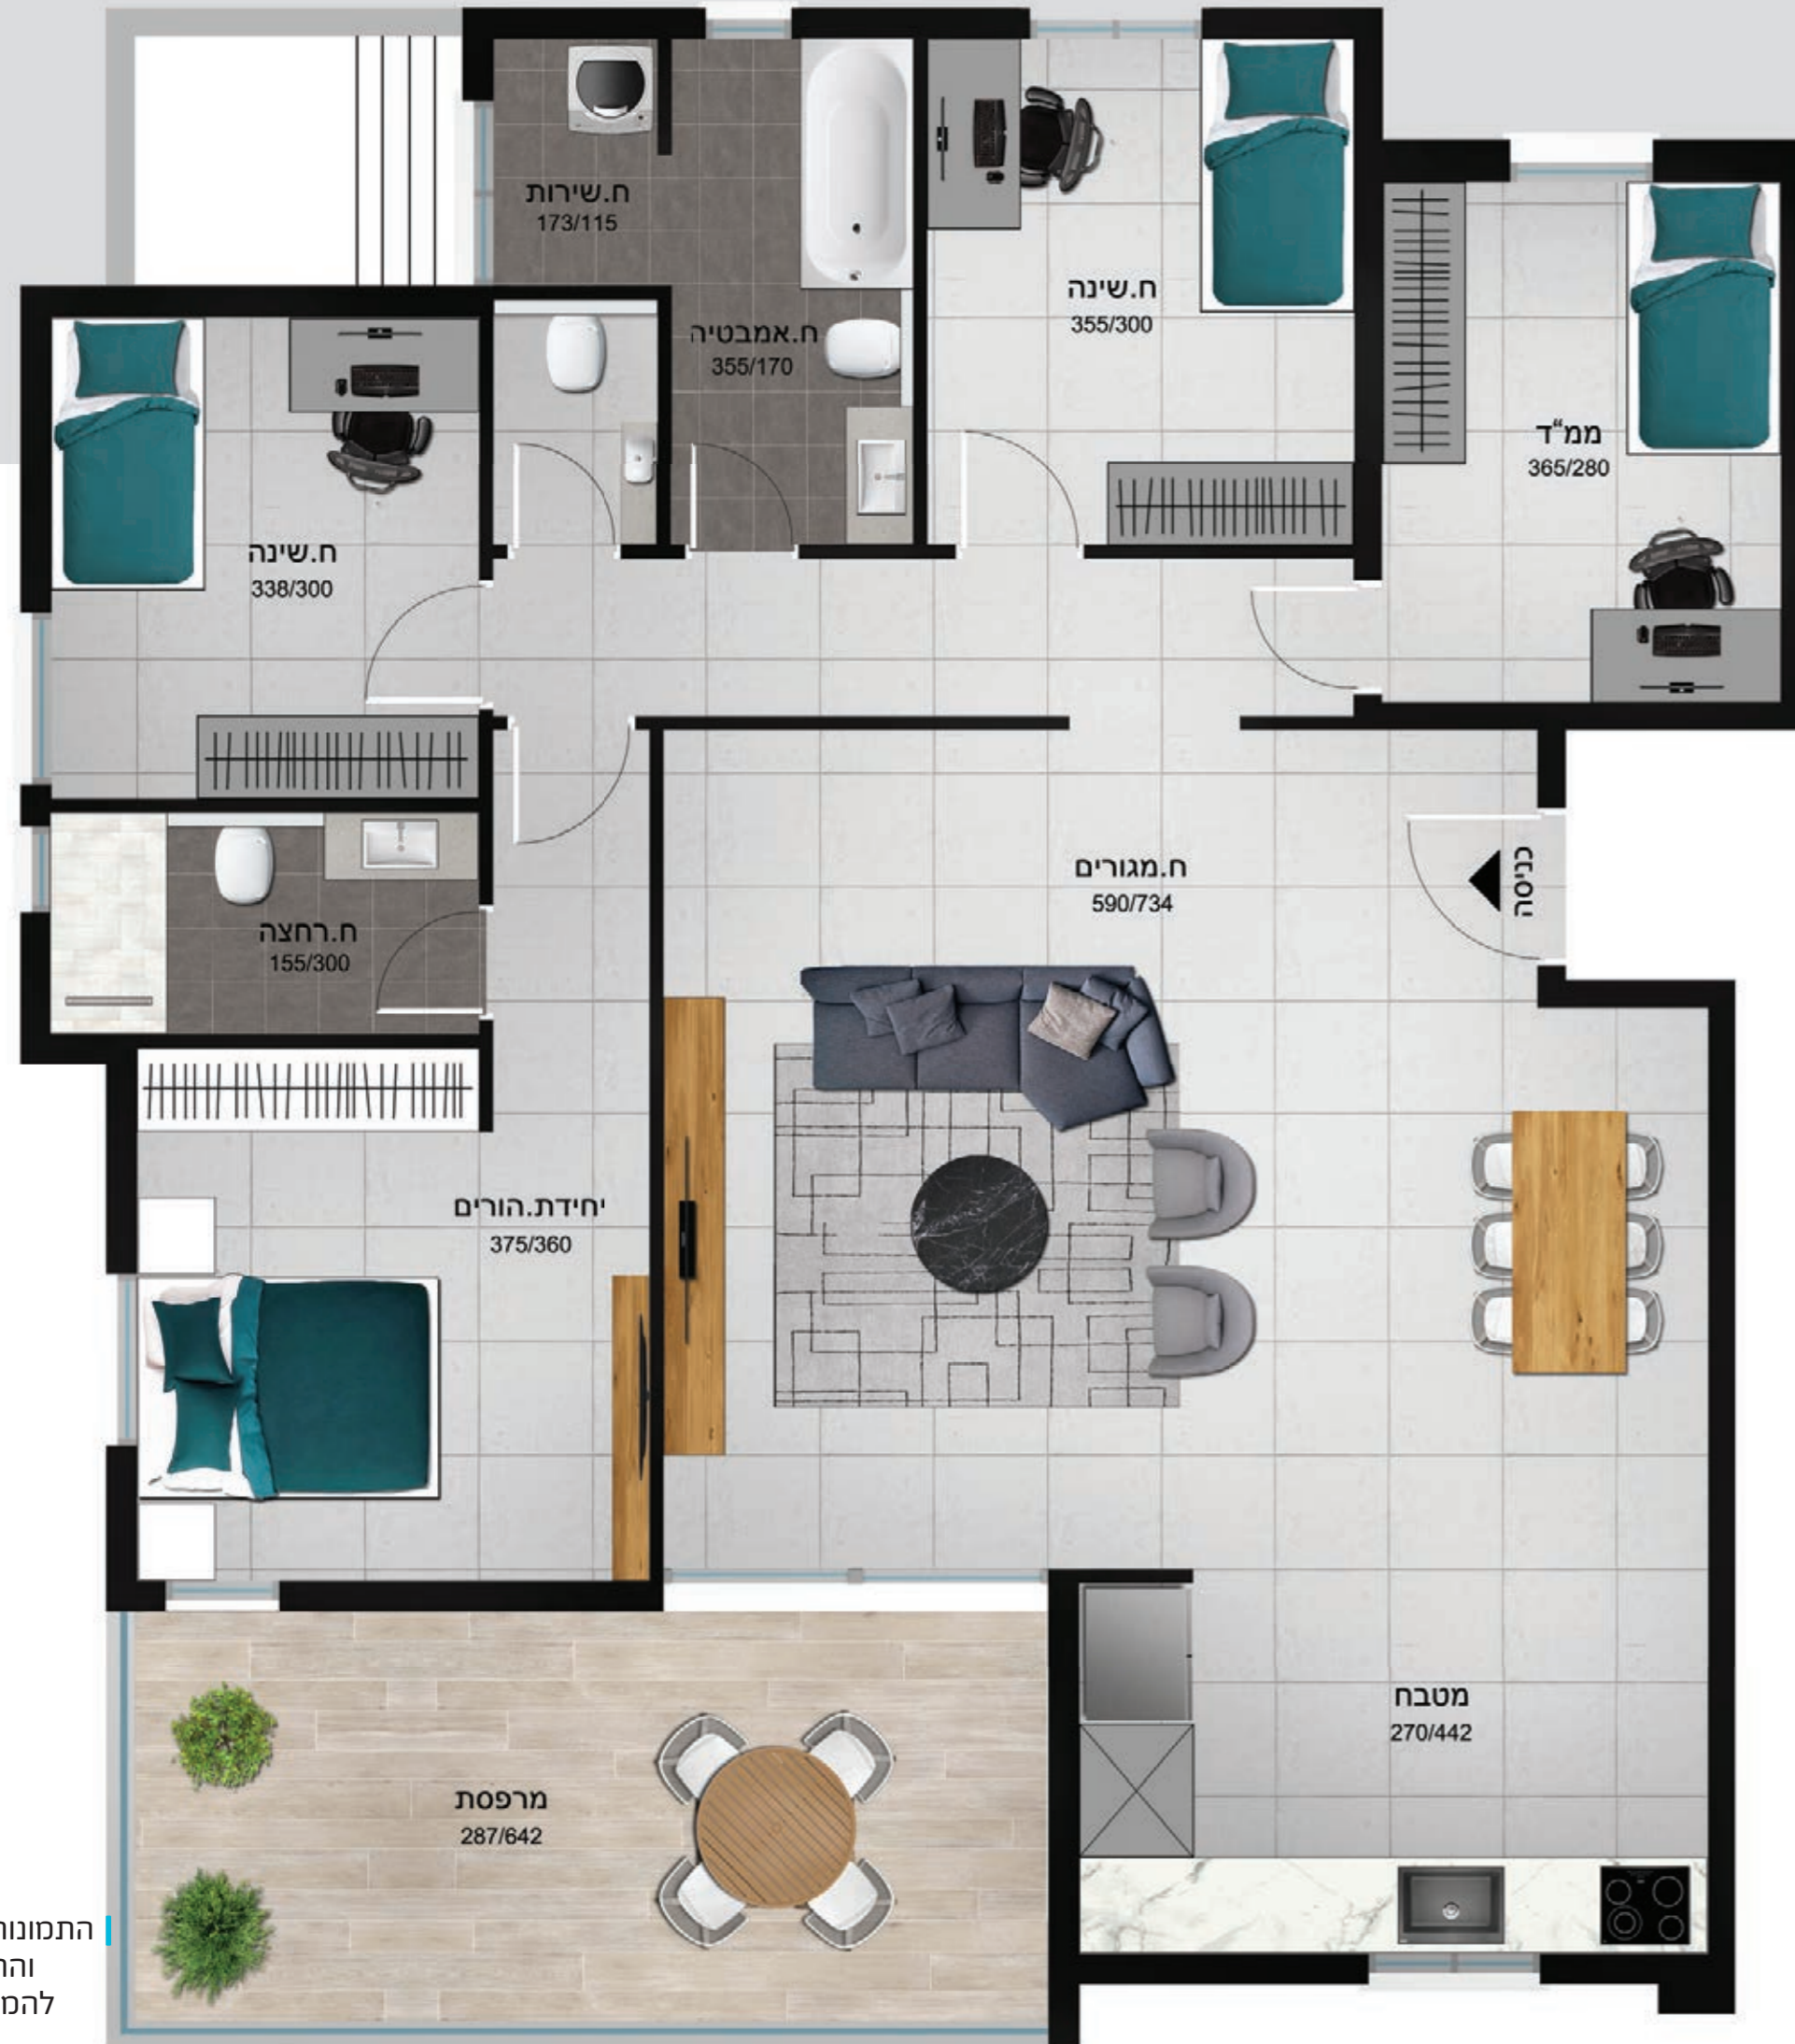 ח.שירות
173/115
ח.אמבטיה
355/170
ח.שינה
355/300
ממ"ד
365/280
ח.שינה
338/300
ח.מגורים
590/734
כניסה
ח.רחצה
155/300
יחידת.הורים
375/360
מטבח
270/442
מרפסת
287/642